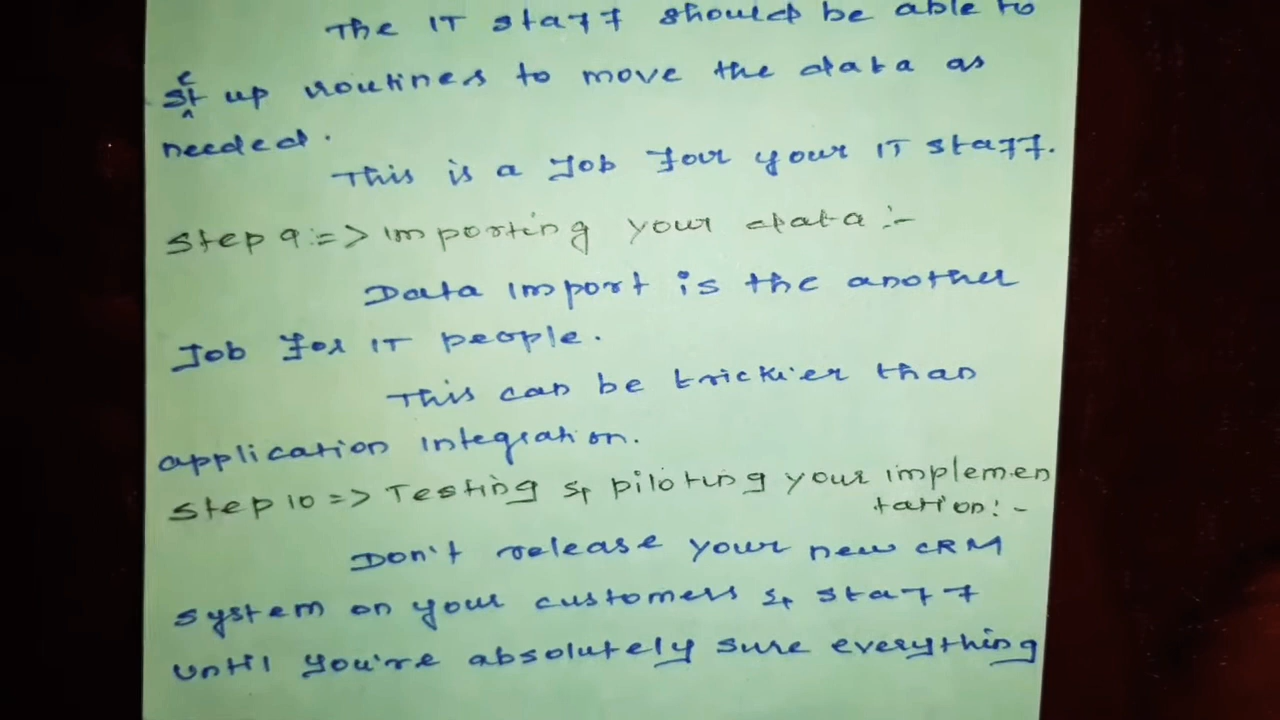 The IT staff should be able to
set up routines to move the data as
needed.
This is a Job for your IT staff.
Step 9:=> importing your data:-
Data import is the another
Job for IT people.
This can be trickier than
application integration.
Step 10=> Testing & piloting your implemen
tation:-
Don't release your new CRM
system on your customers & staff
until you're absolutely sure everything